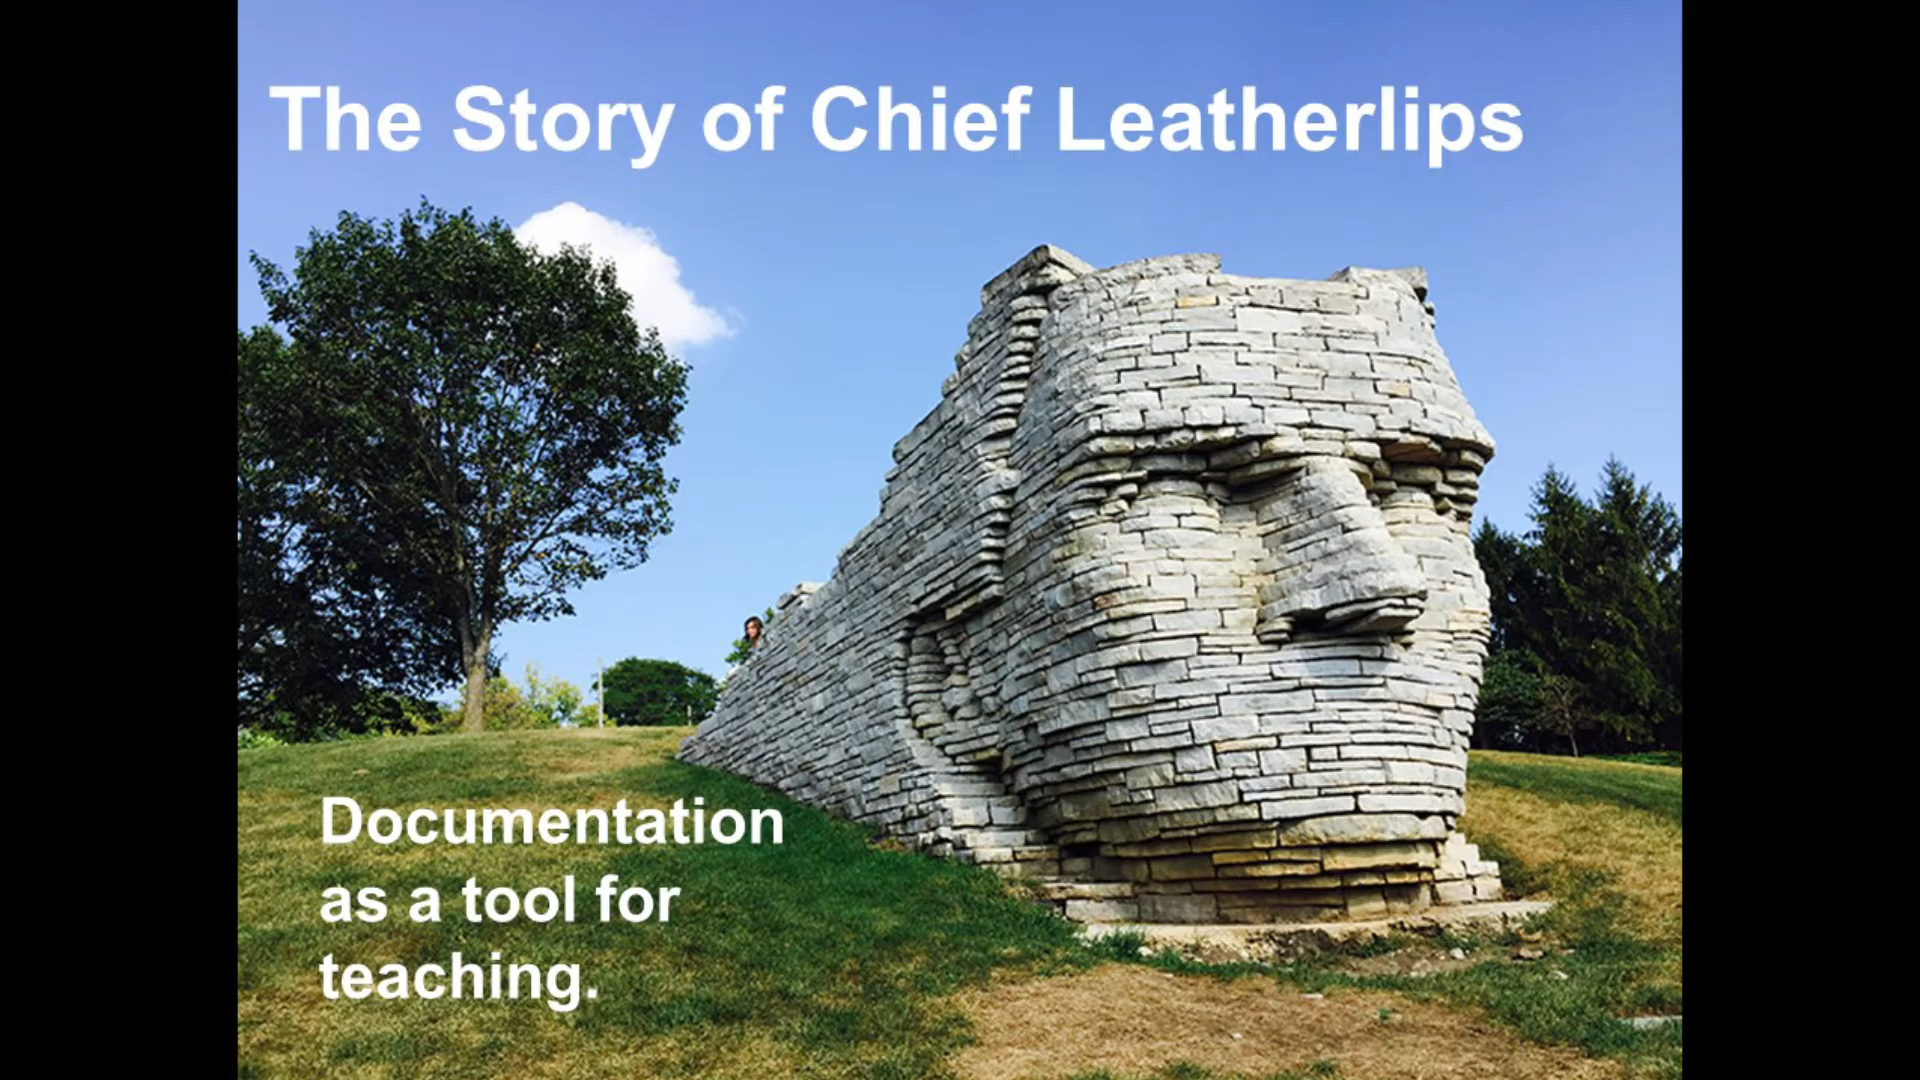 The Story of Chief Leatherlips
Documentation
as a tool for
teaching.